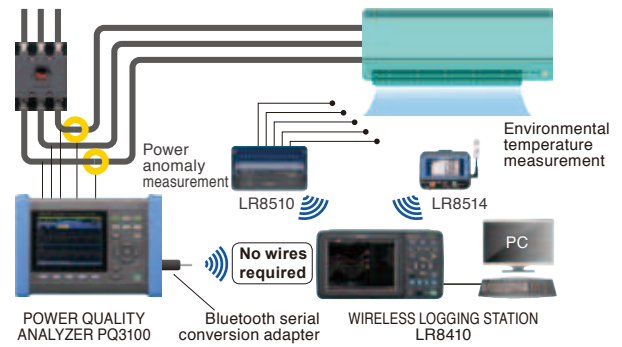 Power
anomaly
measurement
Environmental
temperature
measurement
LR8510
LR8514
No wires
required
PC
POWER QUALITY
ANALYZER PQ3100
Bluetooth serial
conversion adapter
WIRELESS LOGGING STATION
LR8410